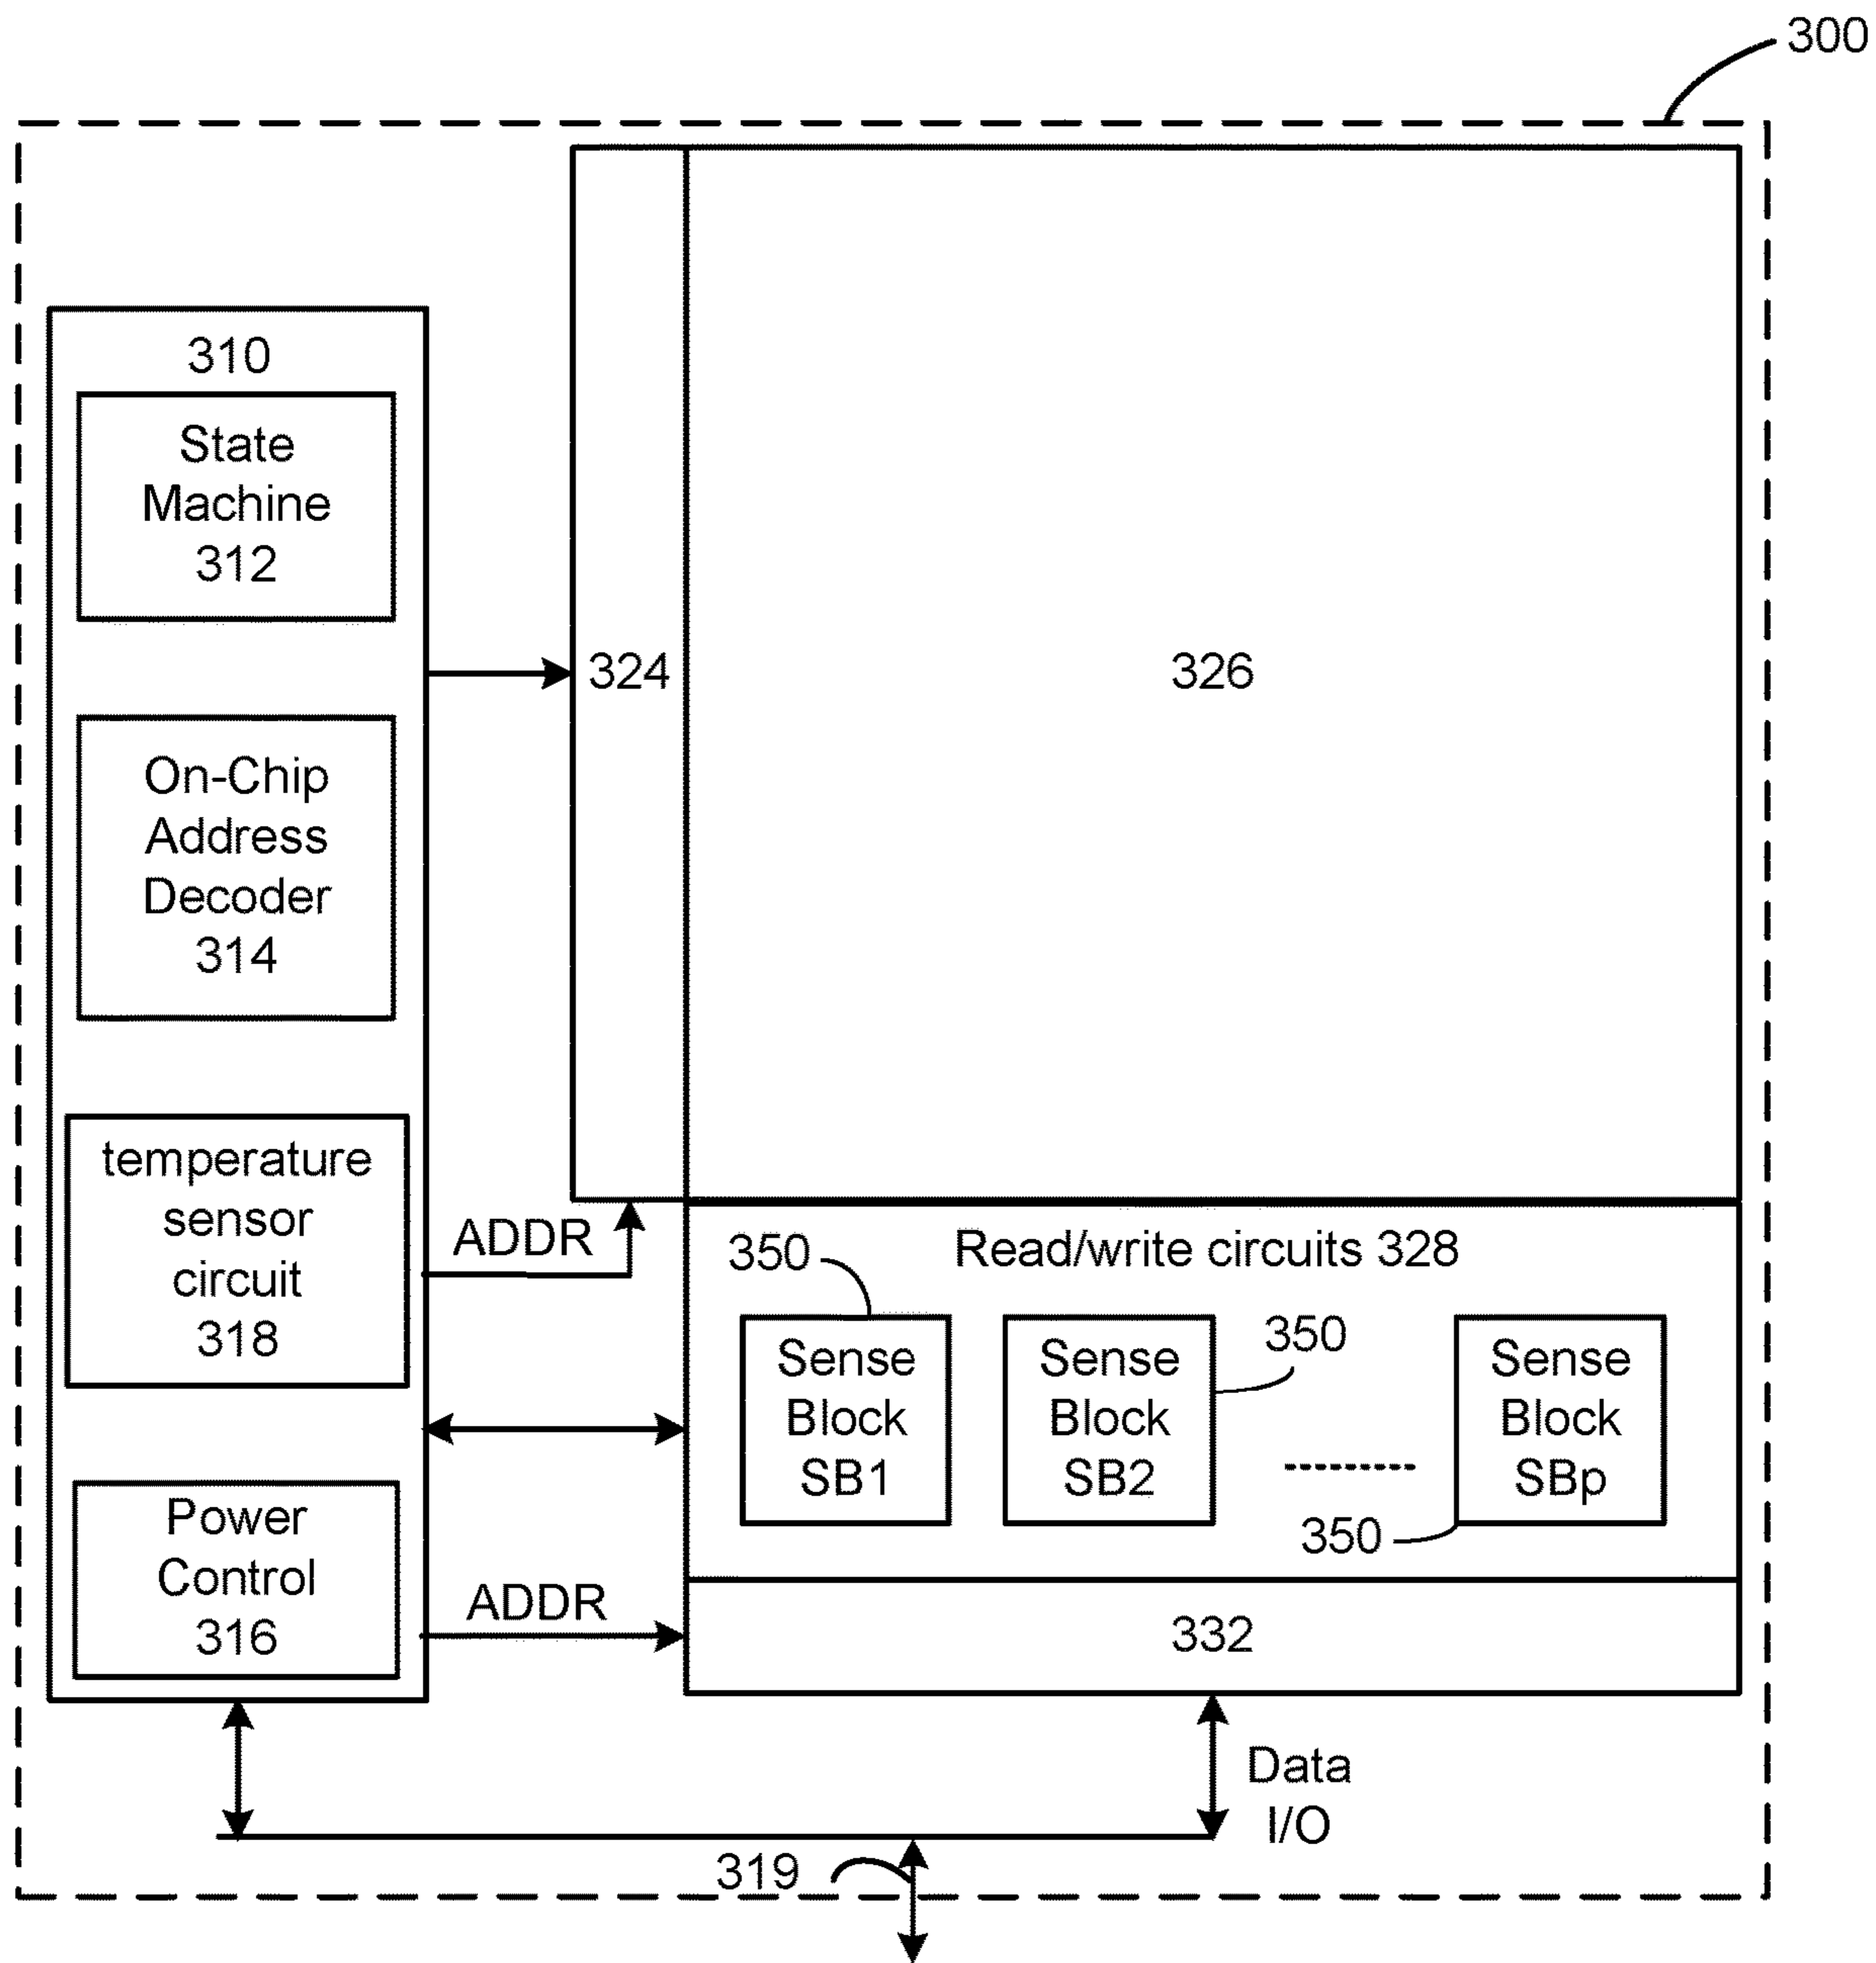 300
310
State
Machine
312
324
326
On-Chip
Address
Decoder
314
temperature
sensor
circuit
318
ADDR
350
Read/write circuits 328
Sense
Block
SB1
Sense
Block
SB2
350
Sense
Block
SBp
350
Power
Control
316
ADDR
332
Data
I/O
319